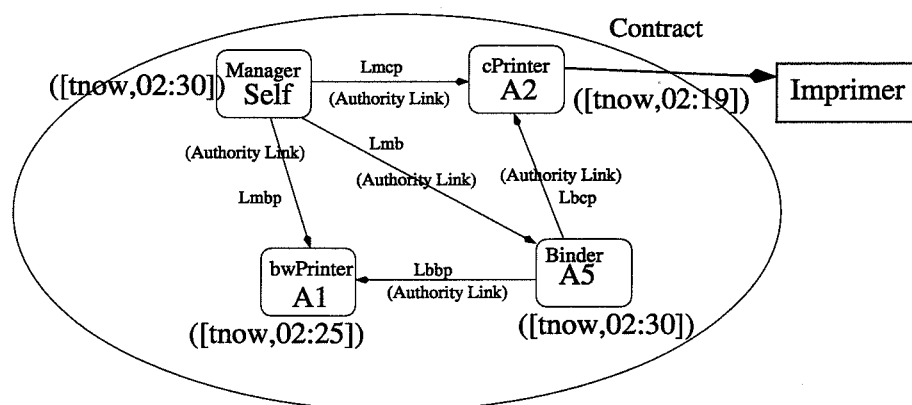 Contract
Manager
Self
([tnow,02:30])
Lmcp
(Authority Link)
cPrinter
A2
([tnow,02:19])
Imprimer
(Authority Link)
Lmbp
Lmb
(Authority Link)
(Authority Link)
Lbcp
bwPrinter
A1
([tnow,02:25])
Lbbp
(Authority Link)
Binder
A5
([tnow,02:30])